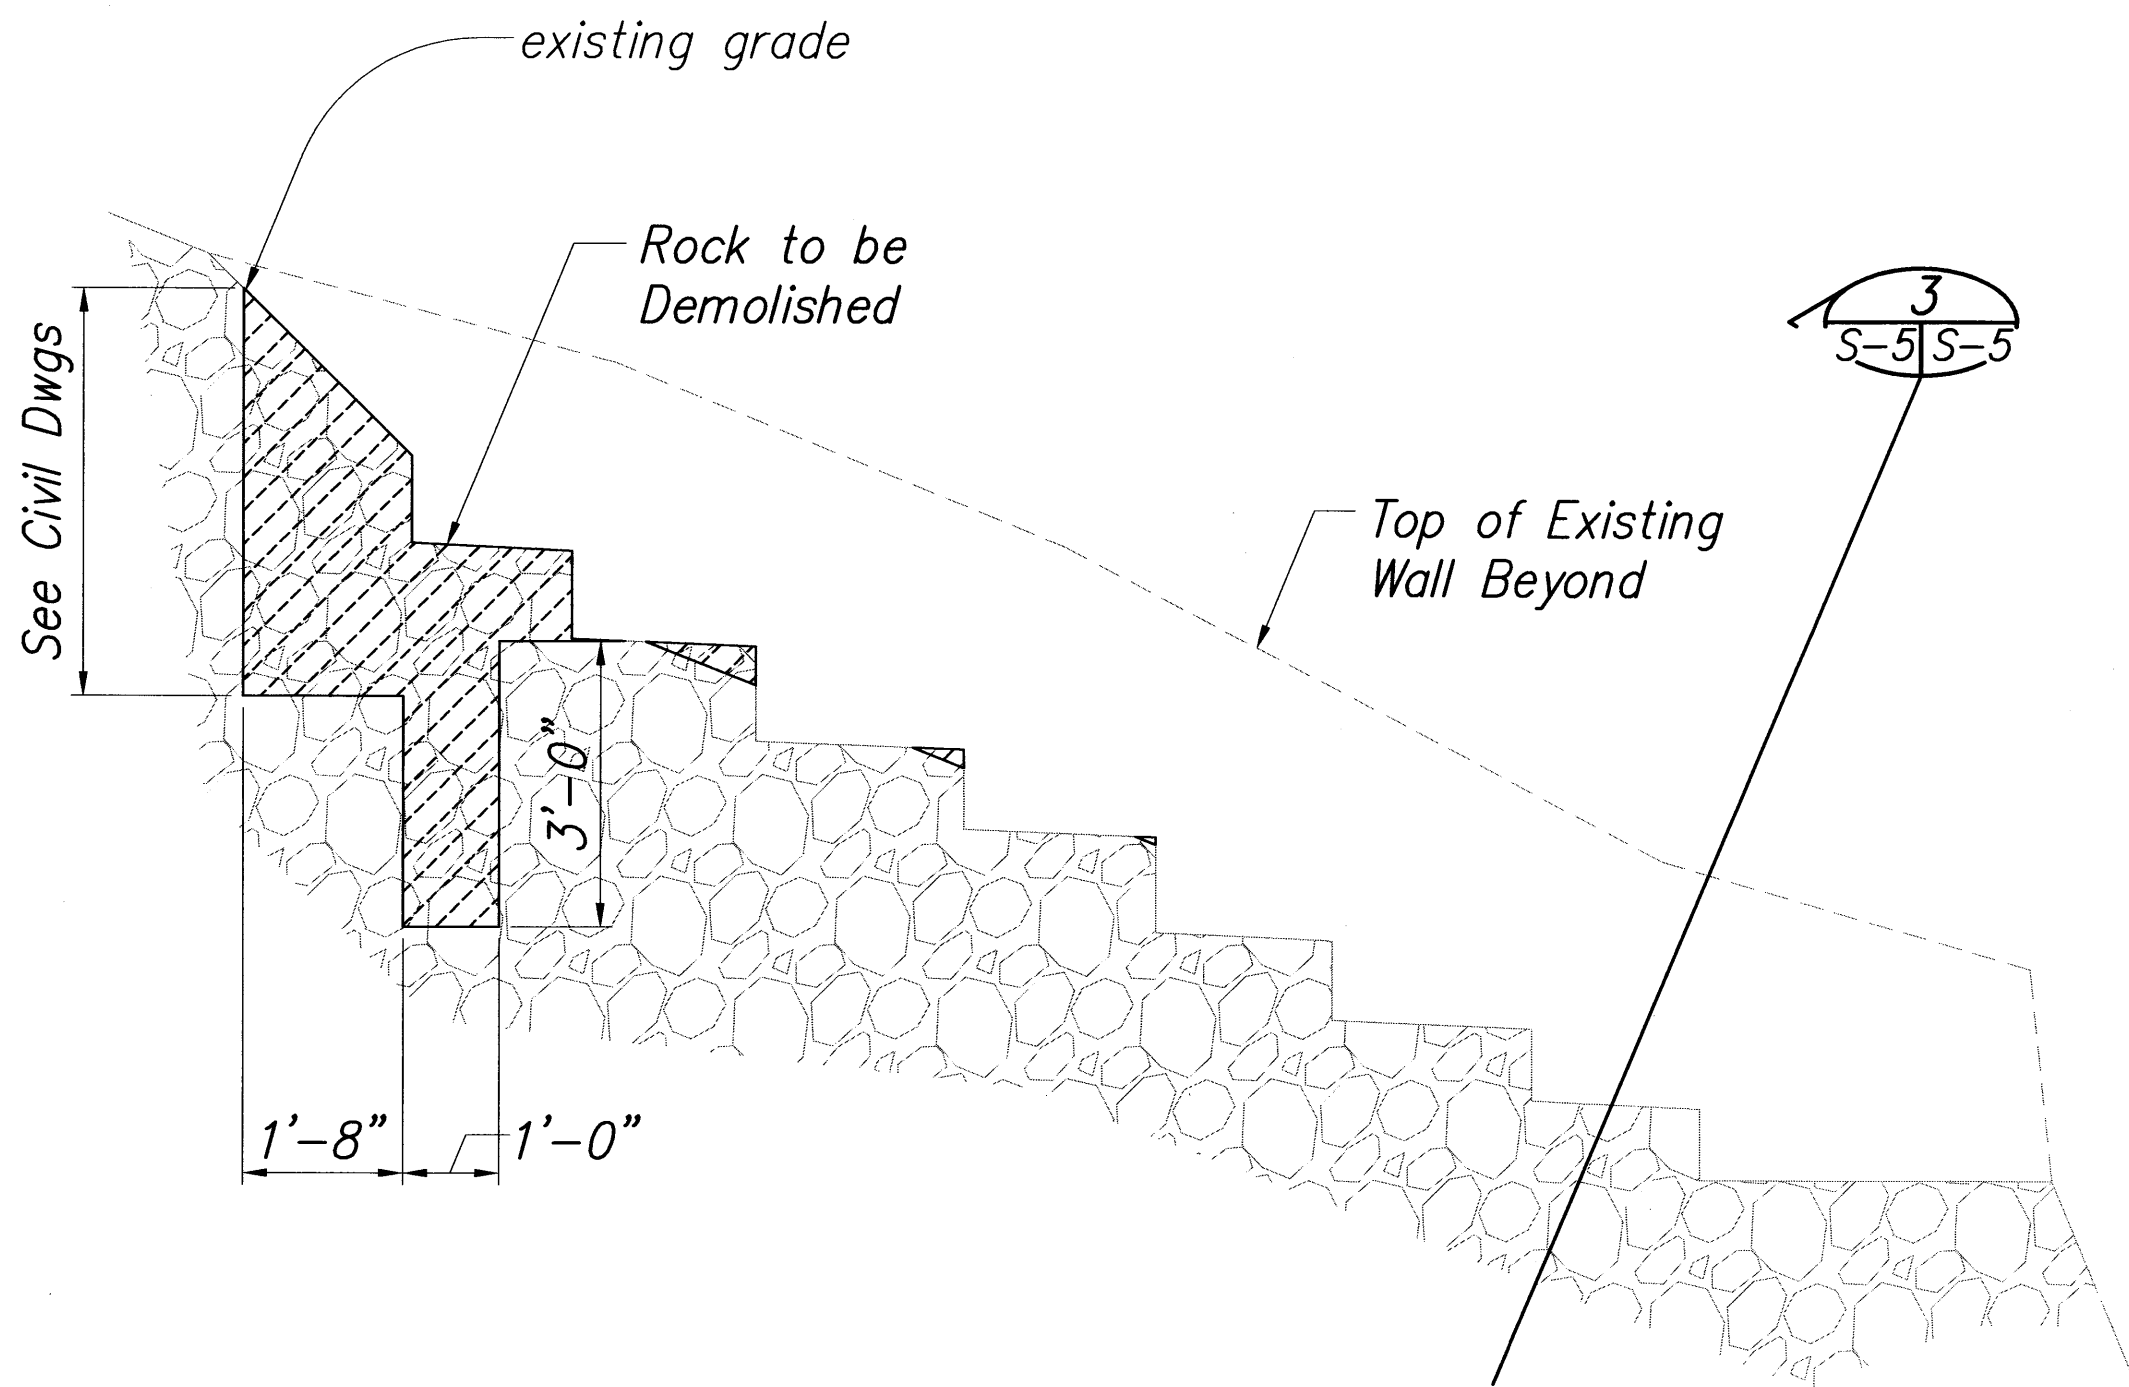 existing grade
Rock to be
Demolished
3
S-5 S-5
See Civil Dwgs
Top of Existing
Wall Beyond
3'-0"
1'-8"
1'-0"